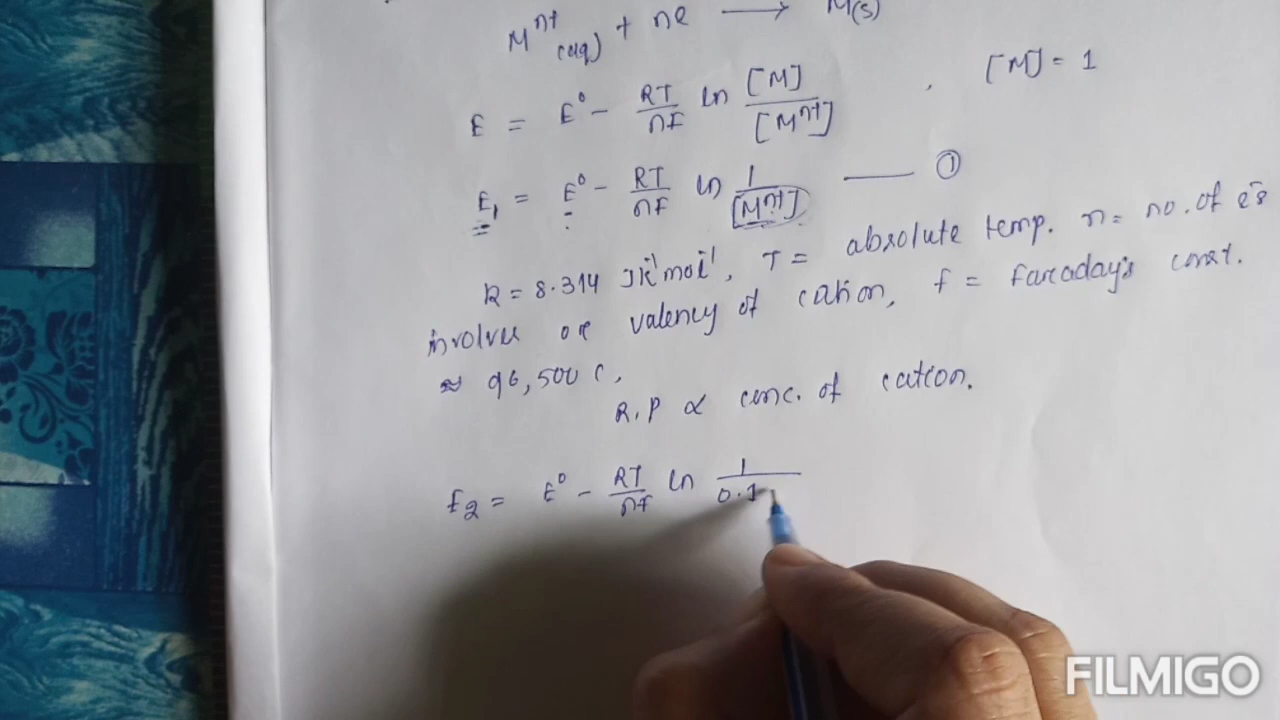 M^n+ (aq) + ne ⟶ M(s)
E = E° − RT/nF ln [M]/[M^n+] , [M] = 1
E₁ = E° − RT/nF ln 1/[M^n+] —— ①
R = 8.314 JK⁻¹mol⁻¹, T = absolute temp. n = no. of e⁻s
involves or valency of cation, F = Faraday's const.
≈ 96,500 C,
R.P ∝ conc. of cation.
E₂ = E° − RT/nF ln 1/0.1
FILMIGO